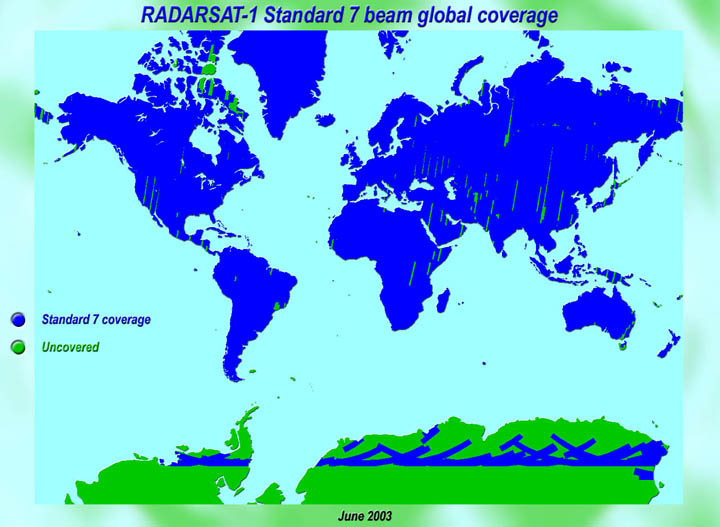 RADARSAT-1 Standard 7 beam global coverage
Standard 7 coverage
Uncovered
June 2003